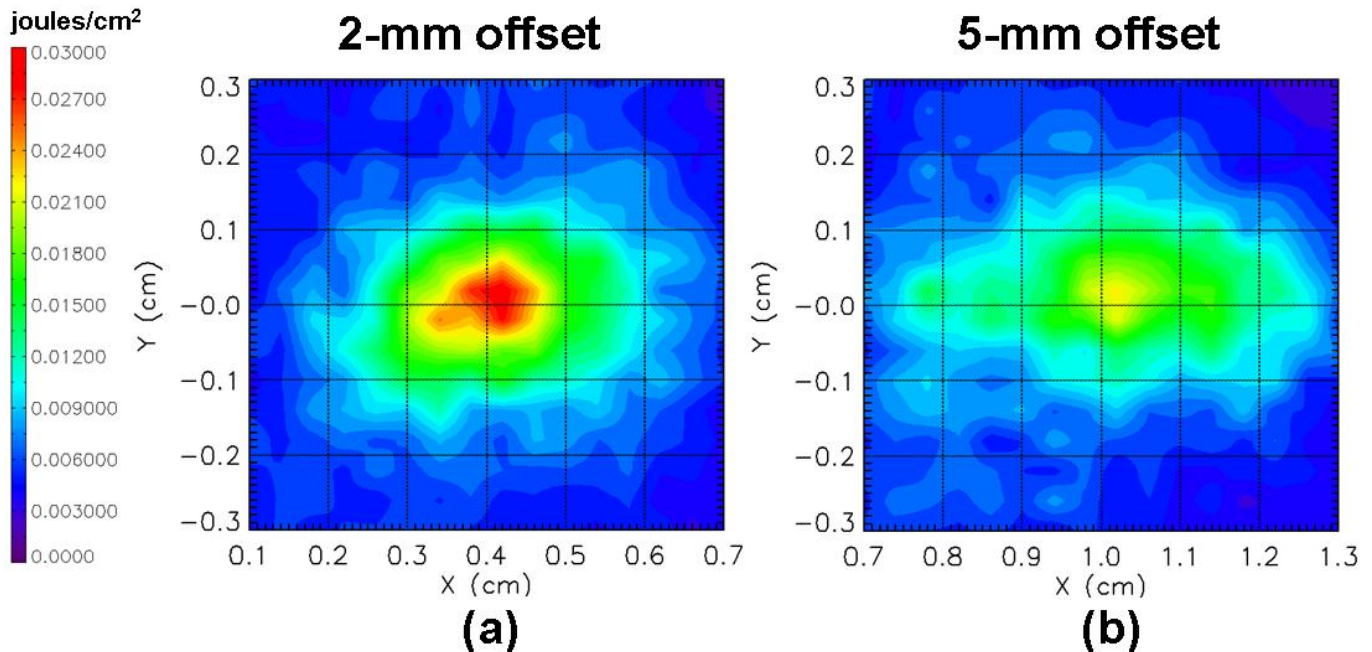 joules/cm²
2-mm offset
5-mm offset
0.03000
0.02700
0.02400
0.02100
0.01800
0.01500
0.01200
0.009000
0.006000
0.003000
0.0000
Y (cm)
0.3
0.2
0.1
-0.0
-0.1
-0.2
-0.3
0.1 0.2 0.3 0.4 0.5 0.6 0.7
X (cm)
(a)
Y (cm)
0.3
0.2
0.1
-0.0
-0.1
-0.2
-0.3
0.7 0.8 0.9 1.0 1.1 1.2 1.3
X (cm)
(b)